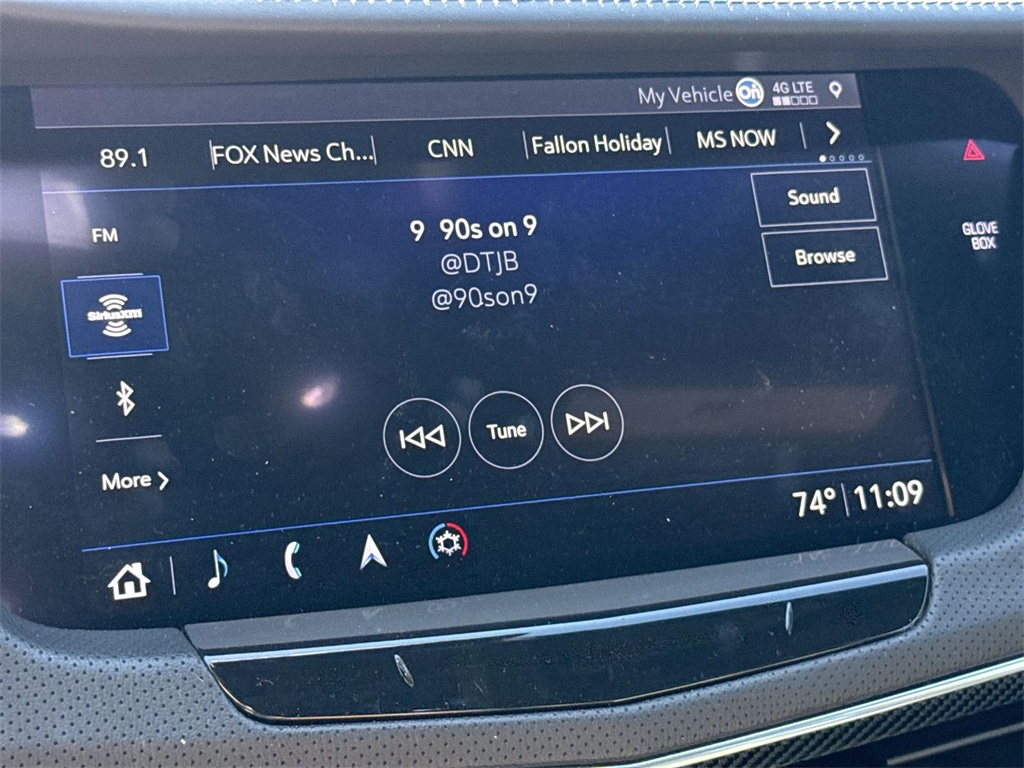 My Vehicle On 4G LTE
89.1 FOX News Ch... CNN Fallon Holiday MS NOW
Sound
FM
9 90s on 9
@DTJB
@90son9
Browse
SiriusXM
GLOVE
BOX
Tune
More
74° 11:09